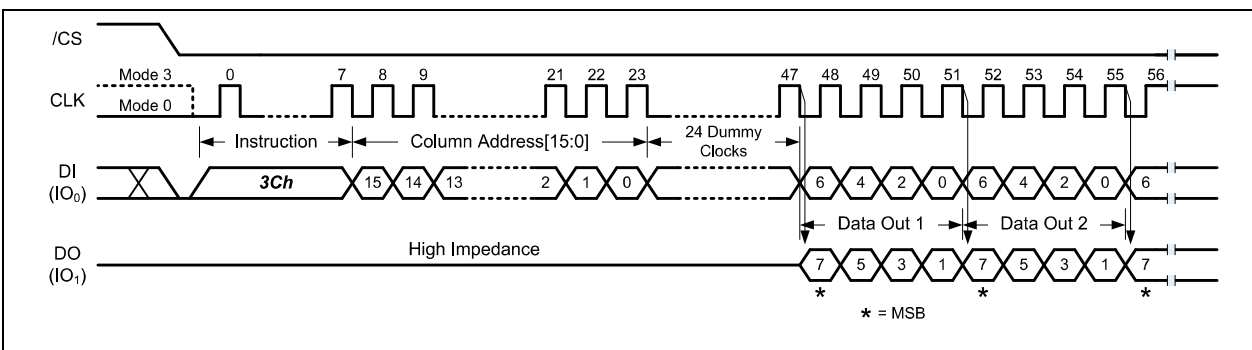 /CS
Mode 3 0 7 8 9 21 22 23 47 48 49 50 51 52 53 54 55 56
CLK Mode 0
Instruction Column Address[15:0] 24 Dummy
Clocks
DI
(IO₀) 3Ch 15 14 13 2 1 0 6 4 2 0 6 4 2 0 6
Data Out 1 Data Out 2
High Impedance
DO
(IO₁) 7 5 3 1 7 5 3 1 7
* * *
* = MSB